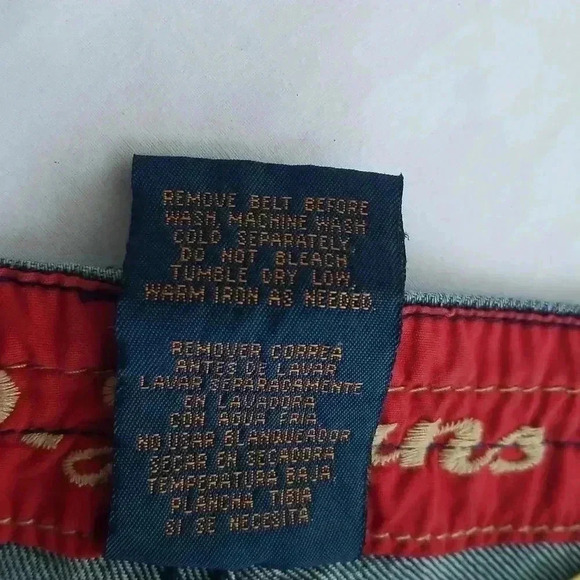 REMOVE BELT BEFORE
WASH, MACHINE WASH
COLD SEPARATELY,
DO NOT BLEACH
TUMBLE DRY LOW,
WARM IRON AS NEEDED.
REMOVER CORREA
ANTES DE LAVAR
LAVAR SEPARADAMENTE
EN LAVADORA
CON AGUA FRIA
NO USAR BLANQUEADOR
SECAR EN SECADORA
TEMPERATURA BAJA,
PLANCHA TIBIA
SI SE NECESITA.